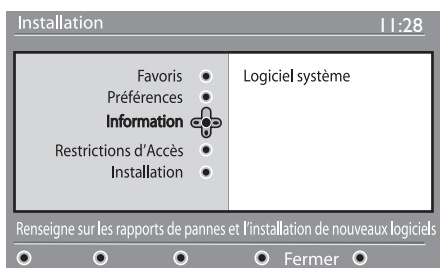 Installation 11:28
Favoris
Préférences
Information
Restrictions d'Accès
Installation
Logiciel système
Renseigne sur les rapports de pannes et l'installation de nouveaux logiciels
Fermer